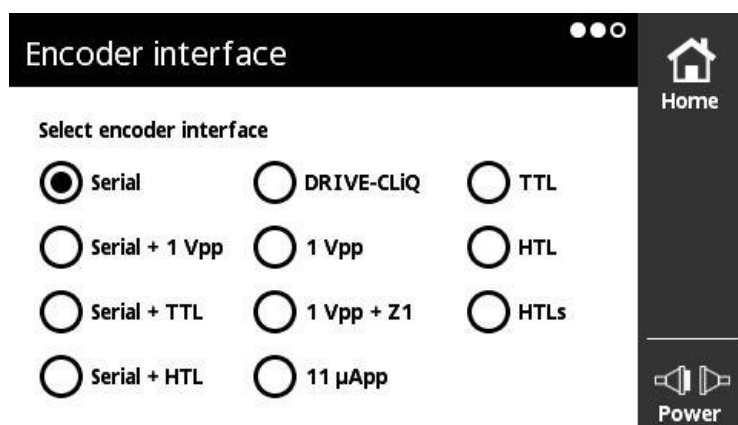 Encoder interface
Home
Select encoder interface
Serial
DRIVE-CLiQ
TTL
Serial + 1 Vpp
1 Vpp
HTL
Serial + TTL
1 Vpp + Z1
HTLs
Serial + HTL
11 µApp
Power